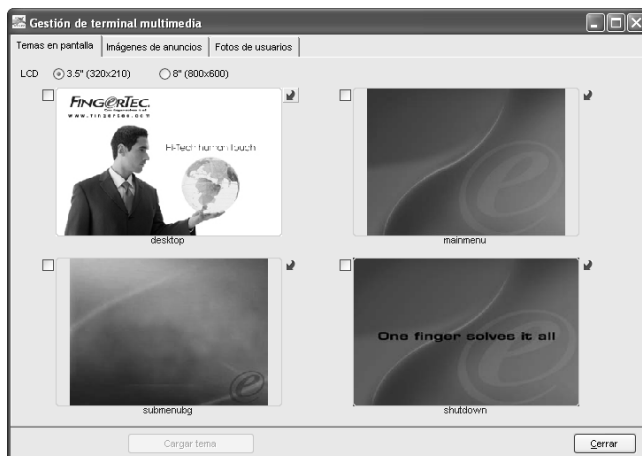 Gestión de terminal multimedia
Temas en pantalla Imágenes de anuncios Fotos de usuarios
LCD 3.5" (320x210) 8" (800x600)
FINGERTEC.
www.fingertec.com
Hi-Tech human touch
desktop
mainmenu
One finger solves it all
submenubg
shutdown
Cargar tema
Cerrar